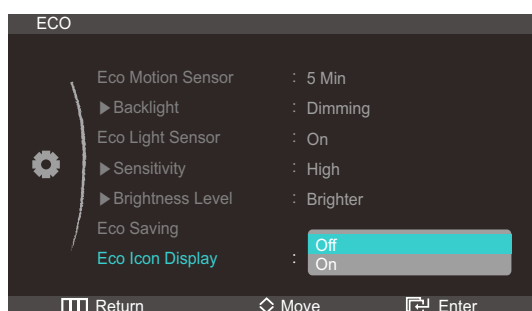 ECO
Eco Motion Sensor : 5 Min
▶Backlight : Dimming
Eco Light Sensor : On
▶Sensitivity : High
▶Brightness Level : Brighter
Eco Saving
Off
Eco Icon Display : On
Return Move Enter